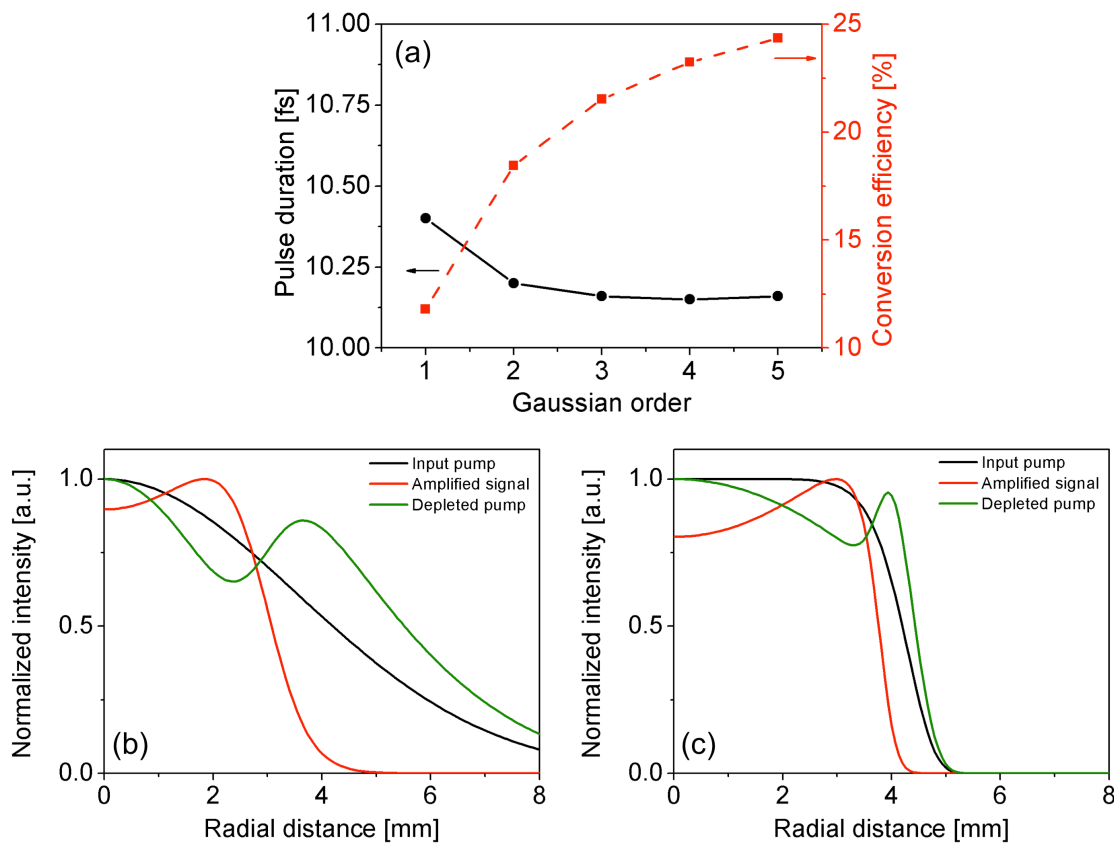 (a)
Pulse duration [fs]
11.00
10.75
10.50
10.25
10.00
25
20
15
10
Conversion efficiency [%]
1 2 3 4 5
Gaussian order
Normalized intensity [a.u.]
1.0
0.5
0.0
Input pump
Amplified signal
Depleted pump
(b)
0 2 4 6 8
Radial distance [mm]
Normalized intensity [a.u.]
1.0
0.5
0.0
Input pump
Amplified signal
Depleted pump
(c)
0 2 4 6 8
Radial distance [mm]